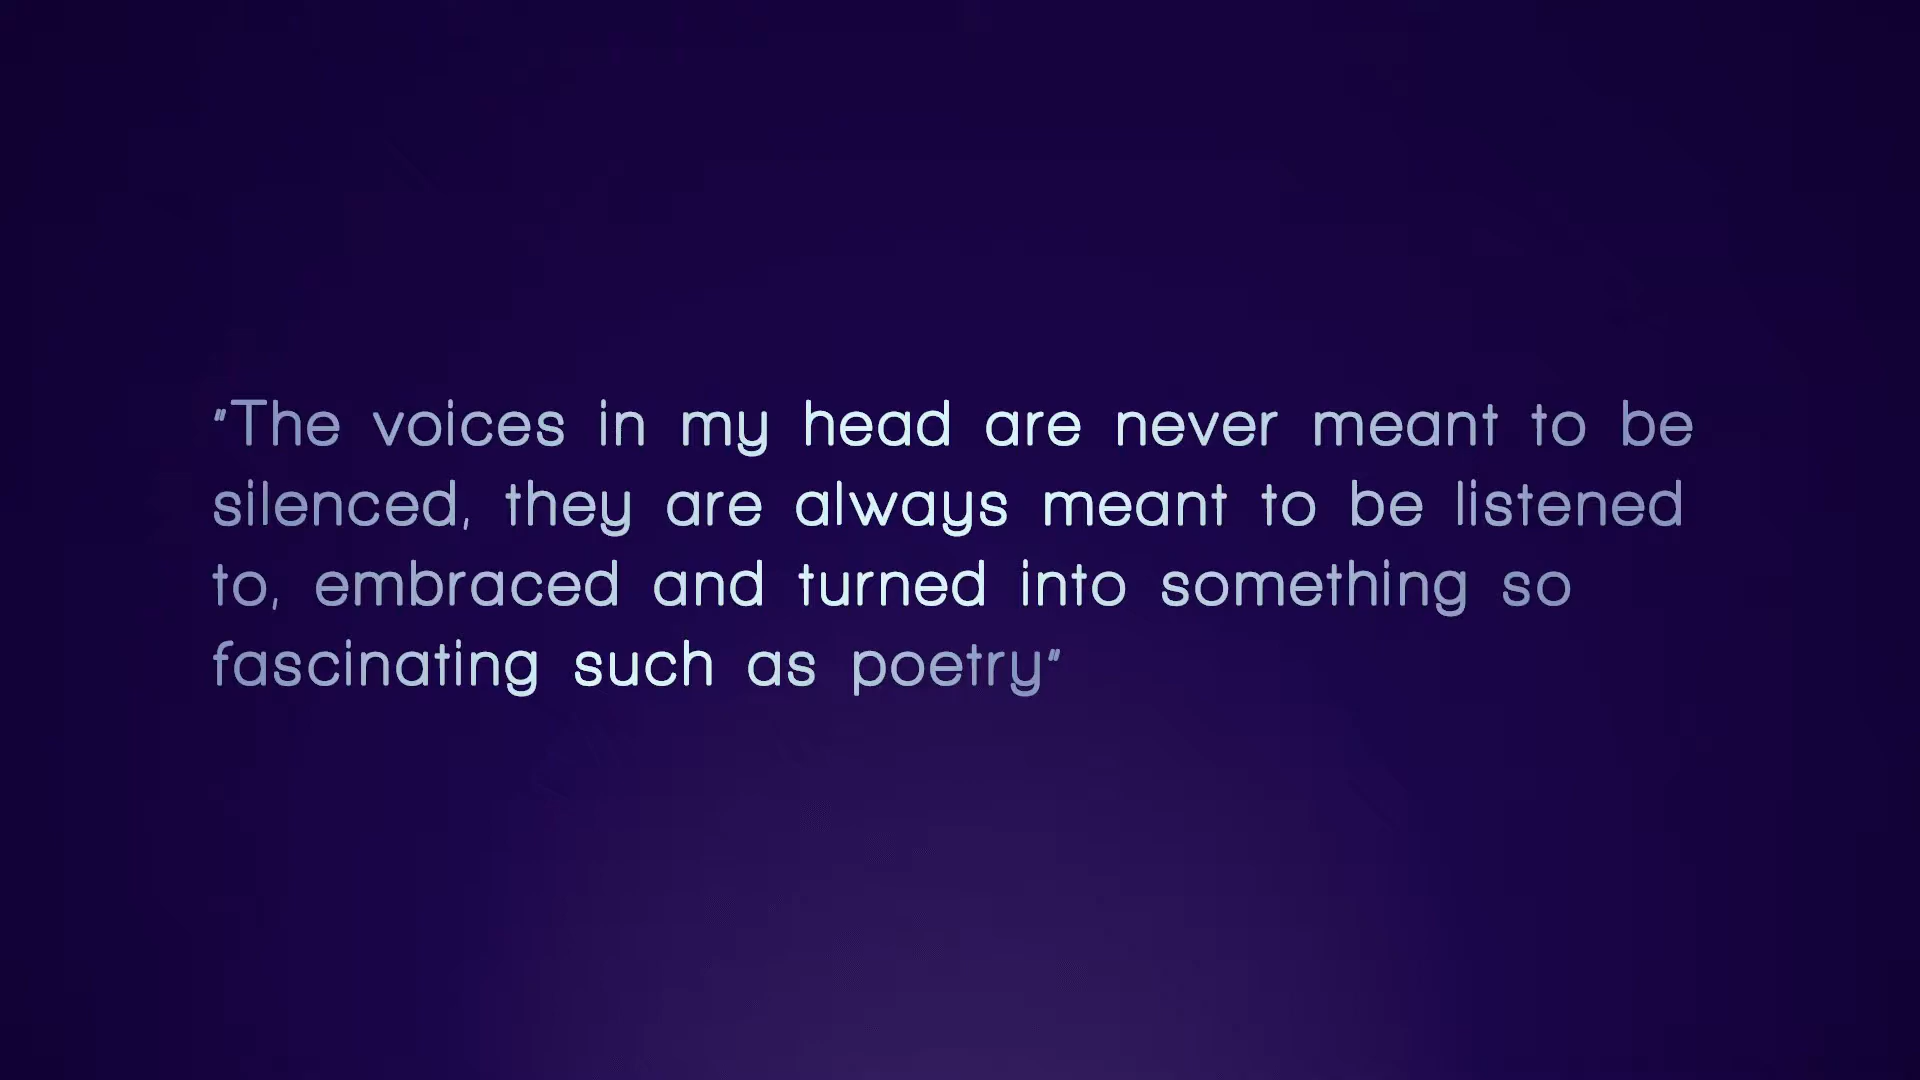 "The voices in my head are never meant to be
silenced, they are always meant to be listened
to, embraced and turned into something so
fascinating such as poetry"